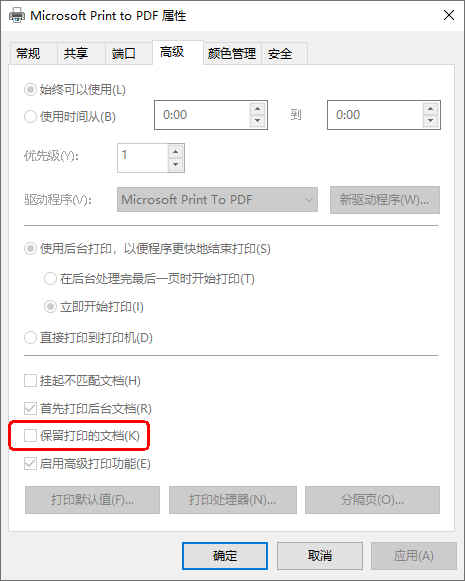 Microsoft Print to PDF 属性
常规 共享 端口 高级 颜色管理 安全
始终可以使用(L)
使用时间从(B) 0:00 到 0:00
优先级(Y): 1
驱动程序(V): Microsoft Print To PDF 新驱动程序(W)...
使用后台打印，以便程序更快地结束打印(S)
在后台处理完最后一页时开始打印(T)
立即开始打印(I)
直接打印到打印机(D)
挂起不匹配文档(H)
首先打印后台文档(R)
保留打印的文档(K)
启用高级打印功能(E)
打印默认值(F)... 打印处理器(N)... 分隔页(O)...
确定 取消 应用(A)